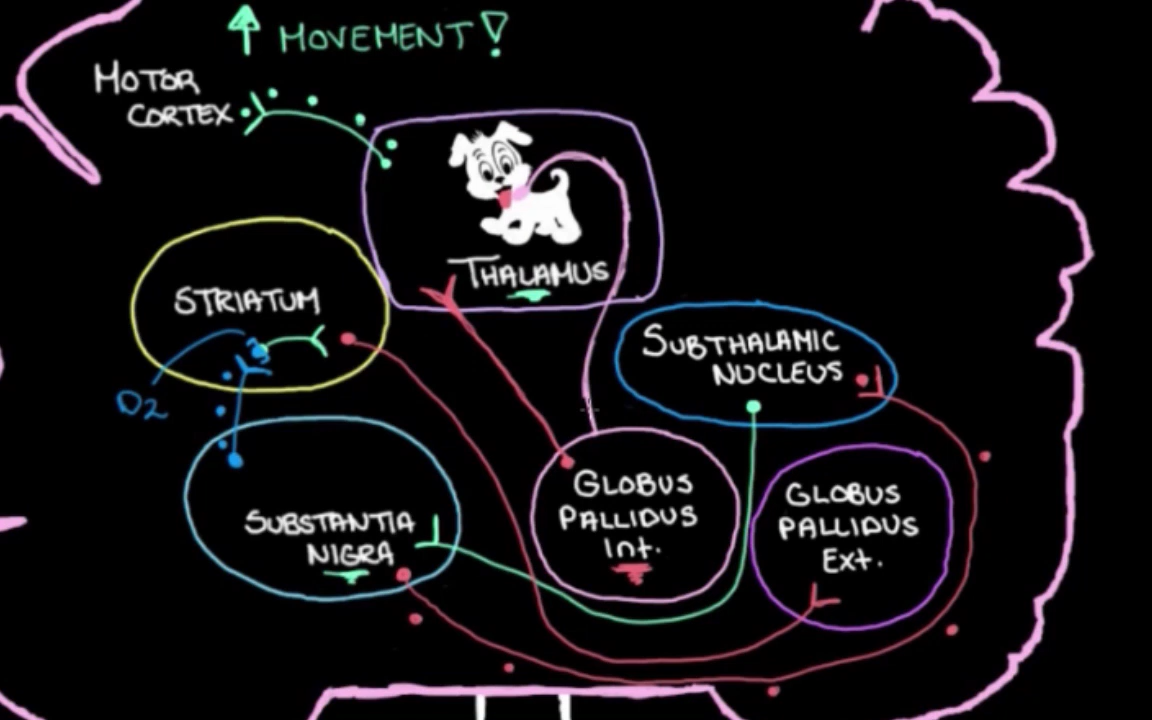 MOVEMENT!
MOTOR
CORTEX
THALAMUS
STRIATUM
D2
SUBTHALAMIC
NUCLEUS
SUBSTANTIA
NIGRA
GLOBUS
PALLIDUS
Int.
GLOBUS
PALLIDUS
Ext.